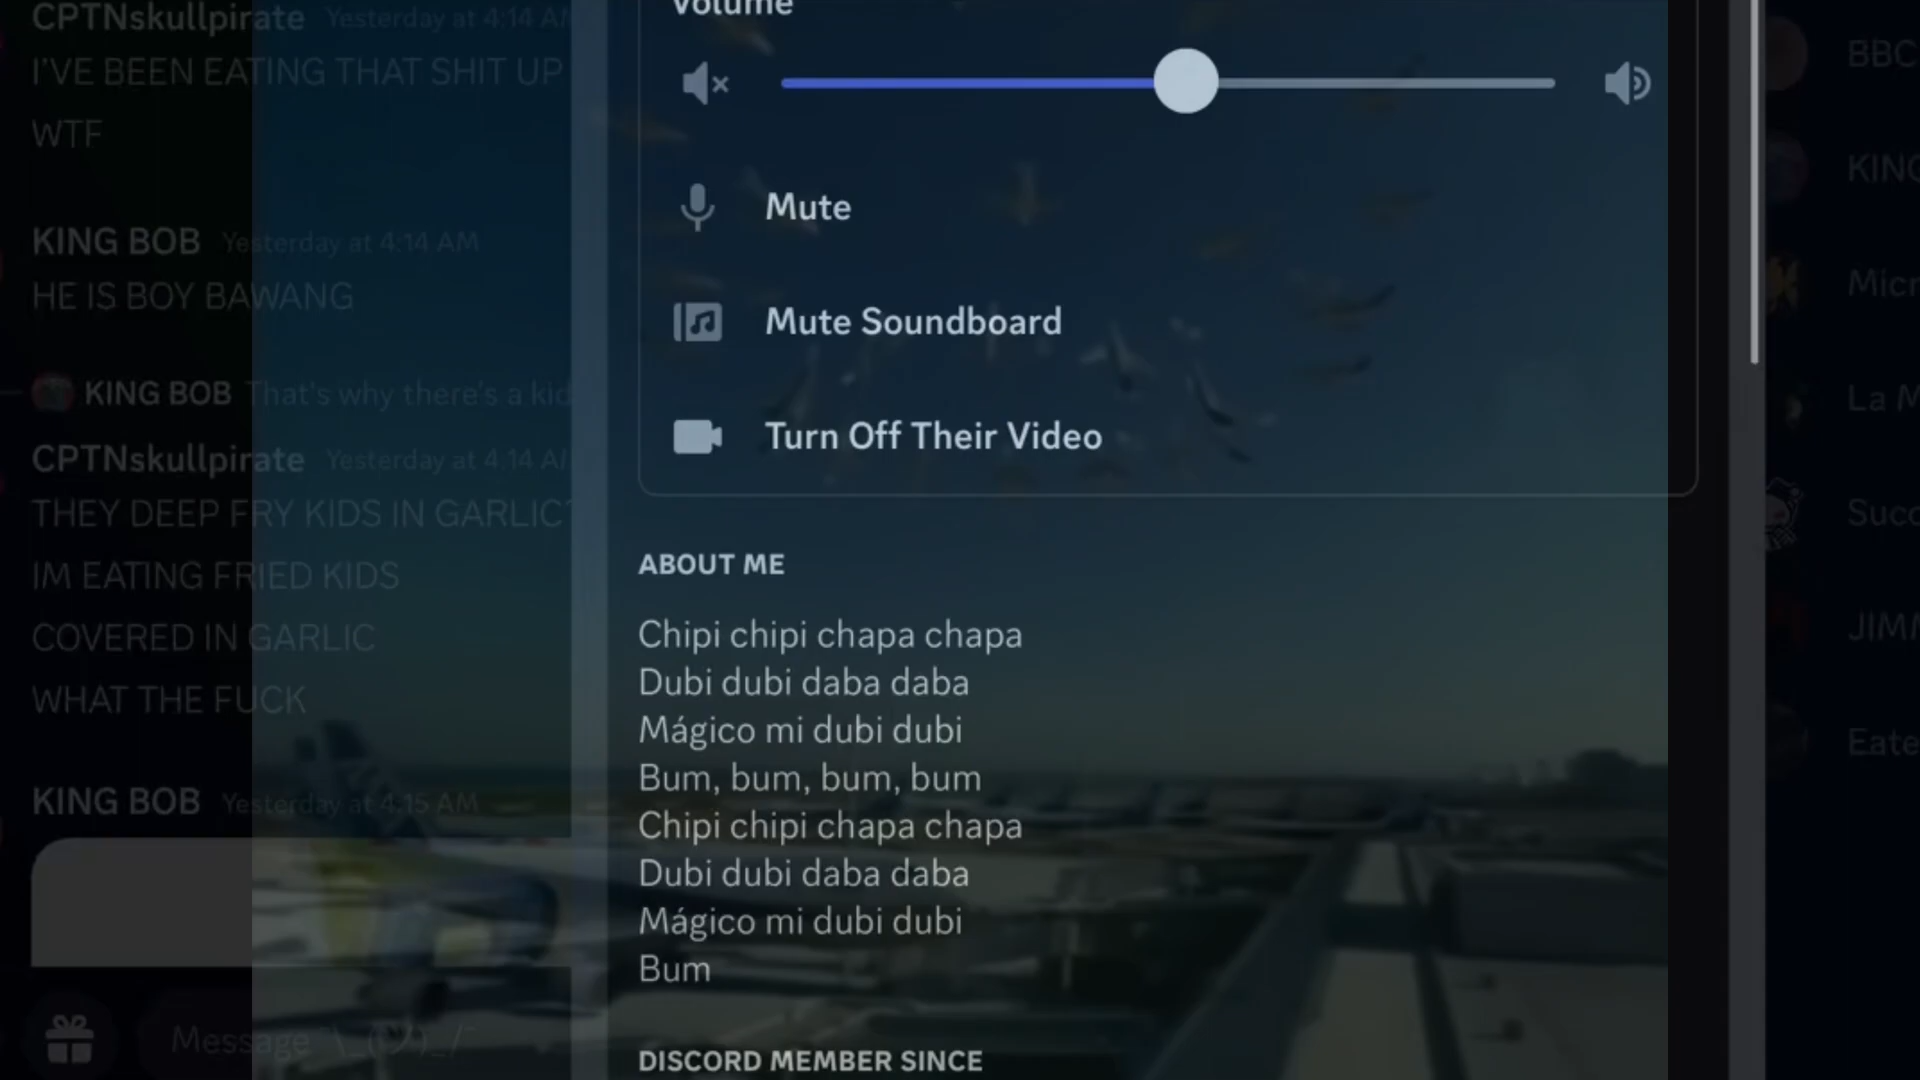 CPTNskullpirate Yesterday at 4:14 AM
I'VE BEEN EATING THAT SHIT UP
WTF
KING BOB Yesterday at 4:14 AM
HE IS BOY BAWANG
KING BOB That's why there's a kid
CPTNskullpirate Yesterday at 4:14 AM
THEY DEEP FRY KIDS IN GARLIC?
IM EATING FRIED KIDS
COVERED IN GARLIC
WHAT THE FUCK
KING BOB Yesterday at 4:15 AM
Message ¯\_(ツ)_/¯
Volume
Mute
Mute Soundboard
Turn Off Their Video
ABOUT ME
Chipi chipi chapa chapa
Dubi dubi daba daba
Mágico mi dubi dubi
Bum, bum, bum, bum
Chipi chipi chapa chapa
Dubi dubi daba daba
Mágico mi dubi dubi
Bum
DISCORD MEMBER SINCE
BBC
KING
Micr
La M
Succ
JIMM
Eate